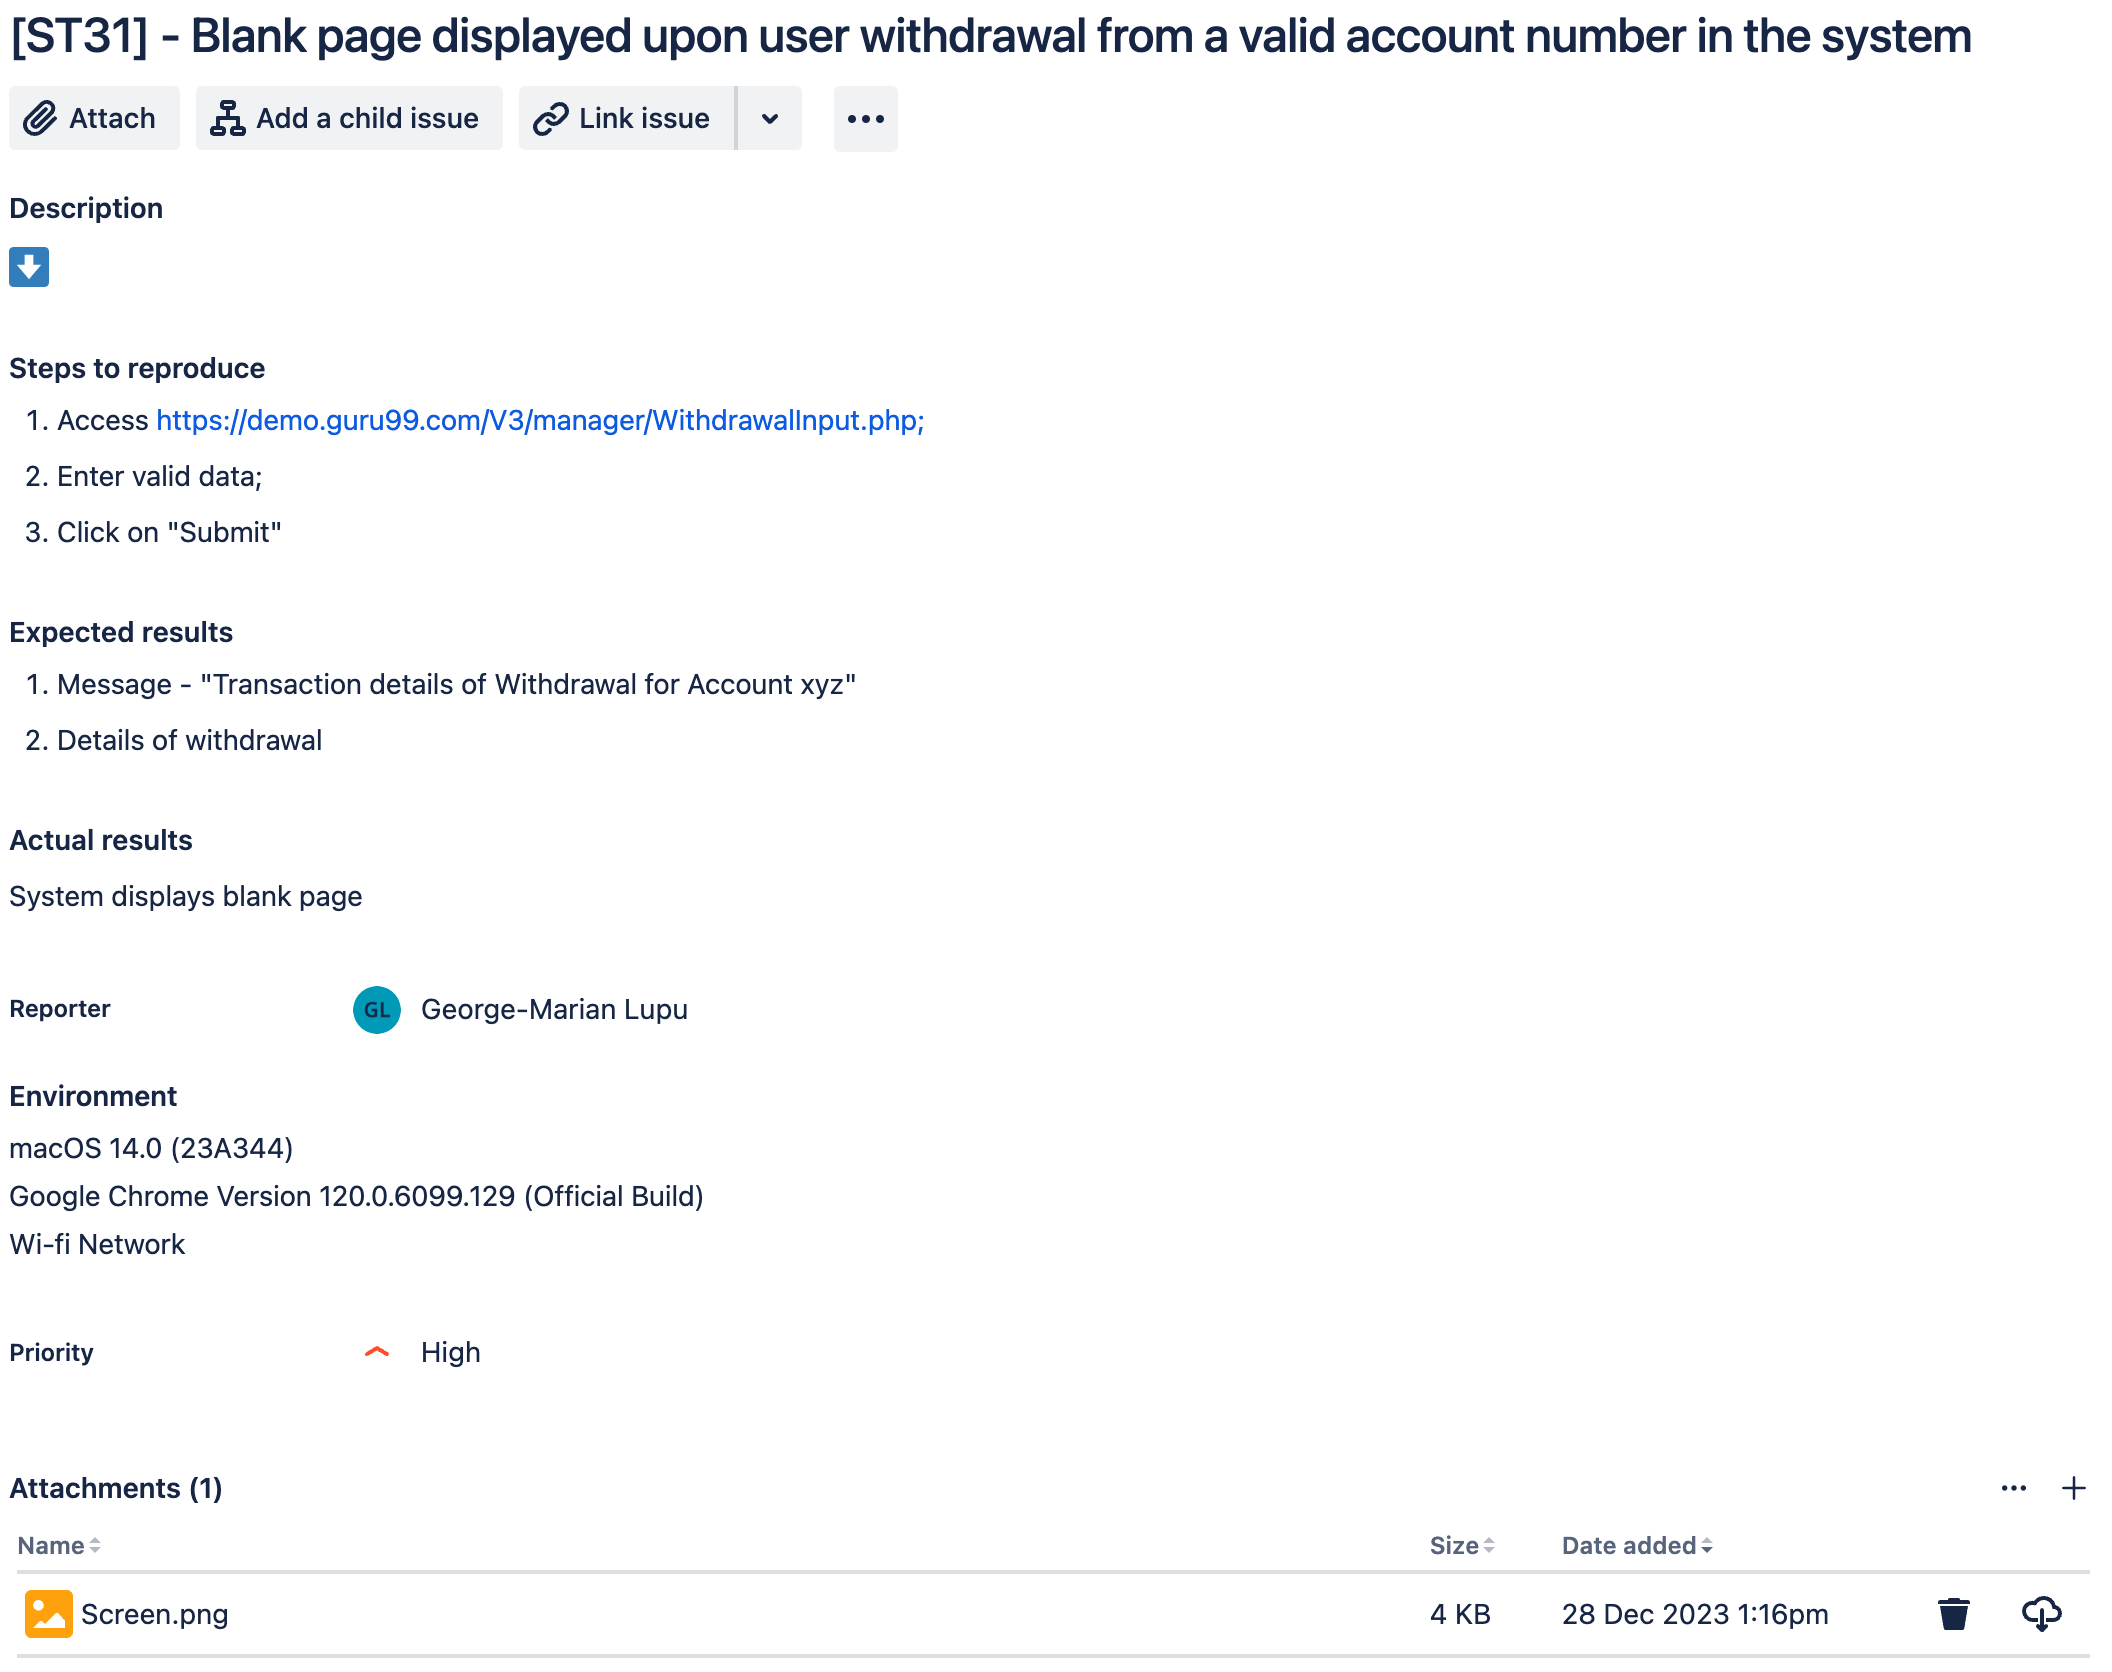 [ST31] - Blank page displayed upon user withdrawal from a valid account number in the system
Attach
Add a child issue
Link issue
Description
Steps to reproduce
1. Access https://demo.guru99.com/V3/manager/WithdrawalInput.php;
2. Enter valid data;
3. Click on "Submit"
Expected results
1. Message - "Transaction details of Withdrawal for Account xyz"
2. Details of withdrawal
Actual results
System displays blank page
Reporter GL George-Marian Lupu
Environment
macOS 14.0 (23A344)
Google Chrome Version 120.0.6099.129 (Official Build)
Wi-fi Network
Priority High
Attachments (1)
Name Size Date added
Screen.png 4 KB 28 Dec 2023 1:16pm